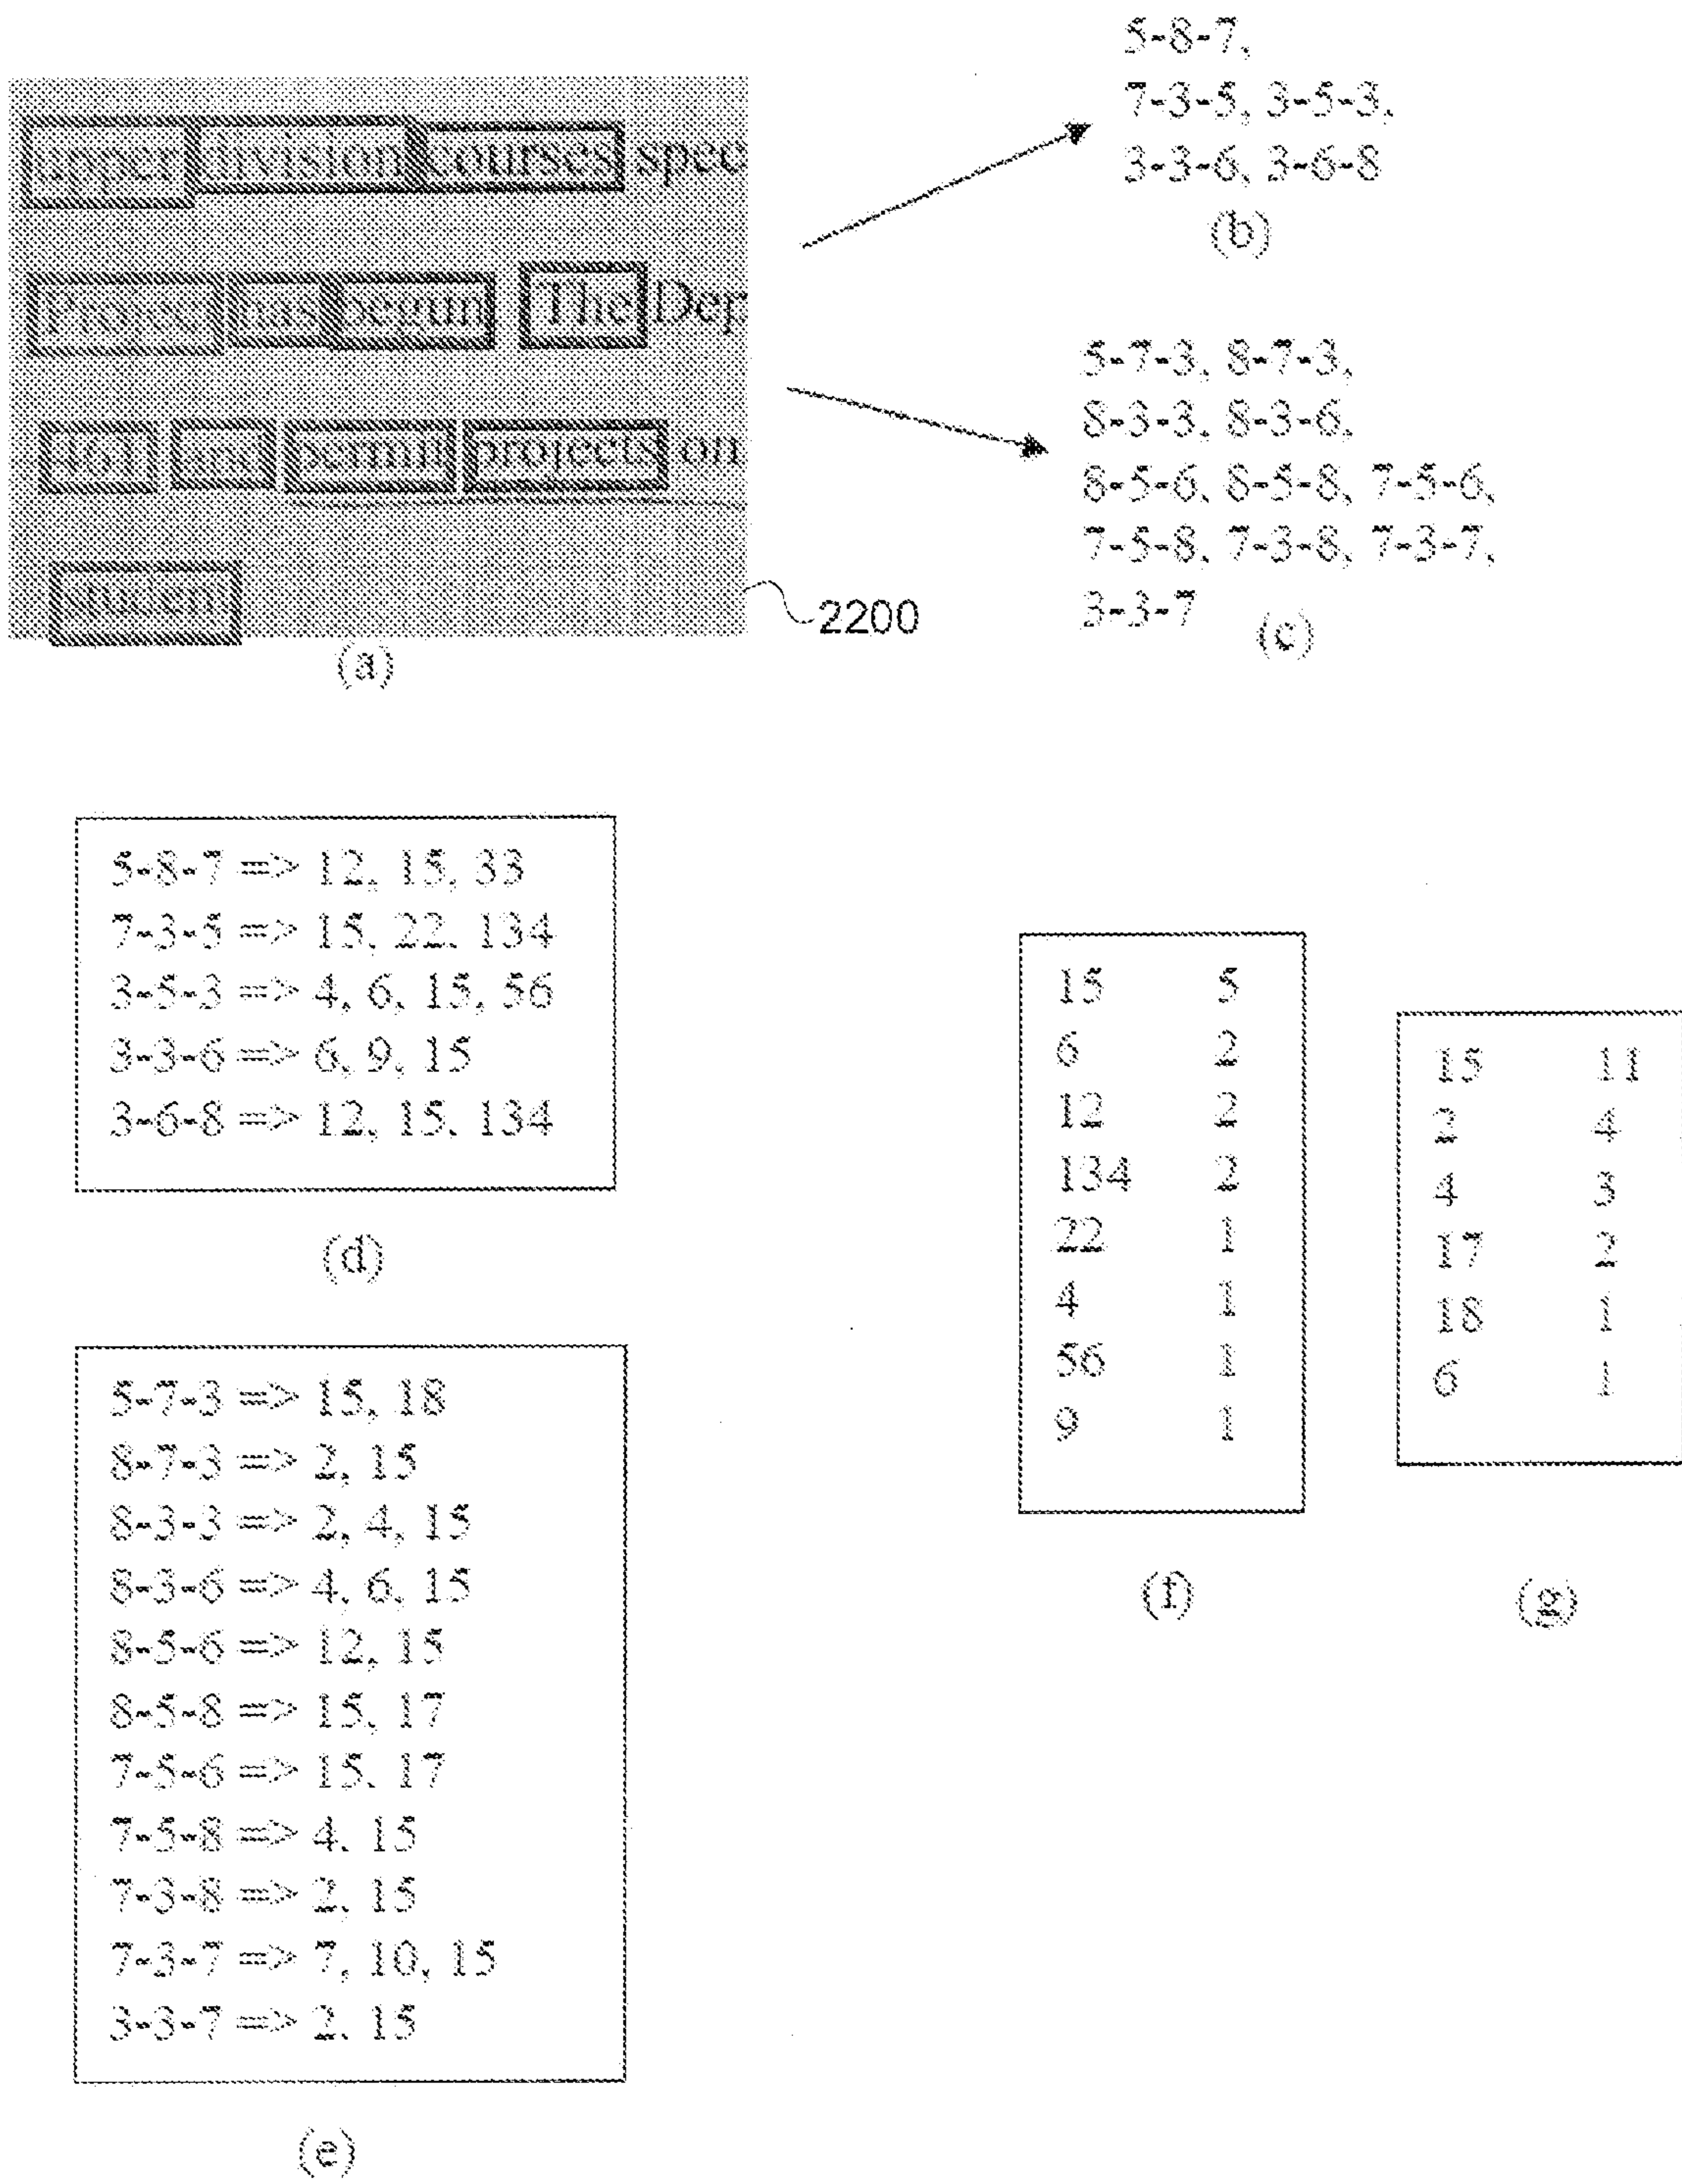 upper division courses spec
Project has begun The Dep
461 and permit projects on
student
(a)
2200
5-8-7,
7-3-5, 3-5-3,
3-3-6, 3-6-8
(b)
5-7-3, 8-7-3,
8-3-3, 8-3-6,
8-5-6, 8-5-8, 7-5-6,
7-5-8, 7-3-8, 7-3-7,
3-3-7
(c)
5-8-7 => 12, 15, 33
7-3-5 => 15, 22, 134
3-5-3 => 4, 6, 15, 56
3-3-6 => 6, 9, 15
3-6-8 => 12, 15, 134
(d)
5-7-3 => 15, 18
8-7-3 => 2, 15
8-3-3 => 2, 4, 15
8-3-6 => 4, 6, 15
8-5-6 => 12, 15
8-5-8 => 15, 17
7-5-6 => 15, 17
7-5-8 => 4, 15
7-3-8 => 2, 15
7-3-7 => 7, 10, 15
3-3-7 => 2, 15
(e)
15 5
6 2
12 2
134 2
22 1
4 1
56 1
9 1
(f)
15 11
2 4
4 3
17 2
18 1
6 1
(g)